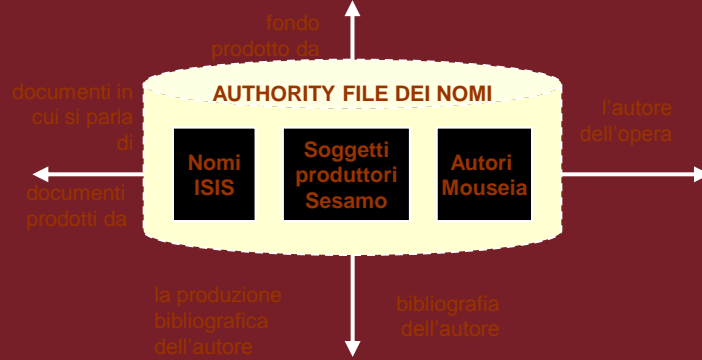 fondo
prodotto da
documenti in
cui si parla
di
AUTHORITY FILE DEI NOMI
l'autore
dell'opera
Nomi
ISIS
Soggetti
produttori
Sesamo
Autori
Mouseia
documenti
prodotti da
la produzione
bibliografica
dell'autore
bibliografia
dell'autore